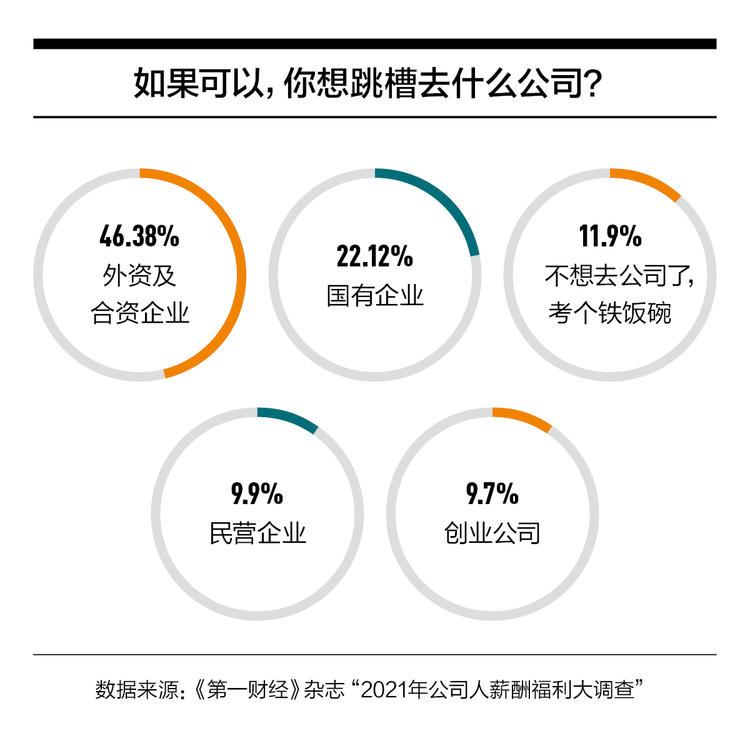 如果可以，你想跳槽去什么公司？
46.38%
外资及
合资企业
22.12%
国有企业
11.9%
不想去公司了，
考个铁饭碗
9.9%
民营企业
9.7%
创业公司
数据来源：《第一财经》杂志“2021年公司人薪酬福利大调查”